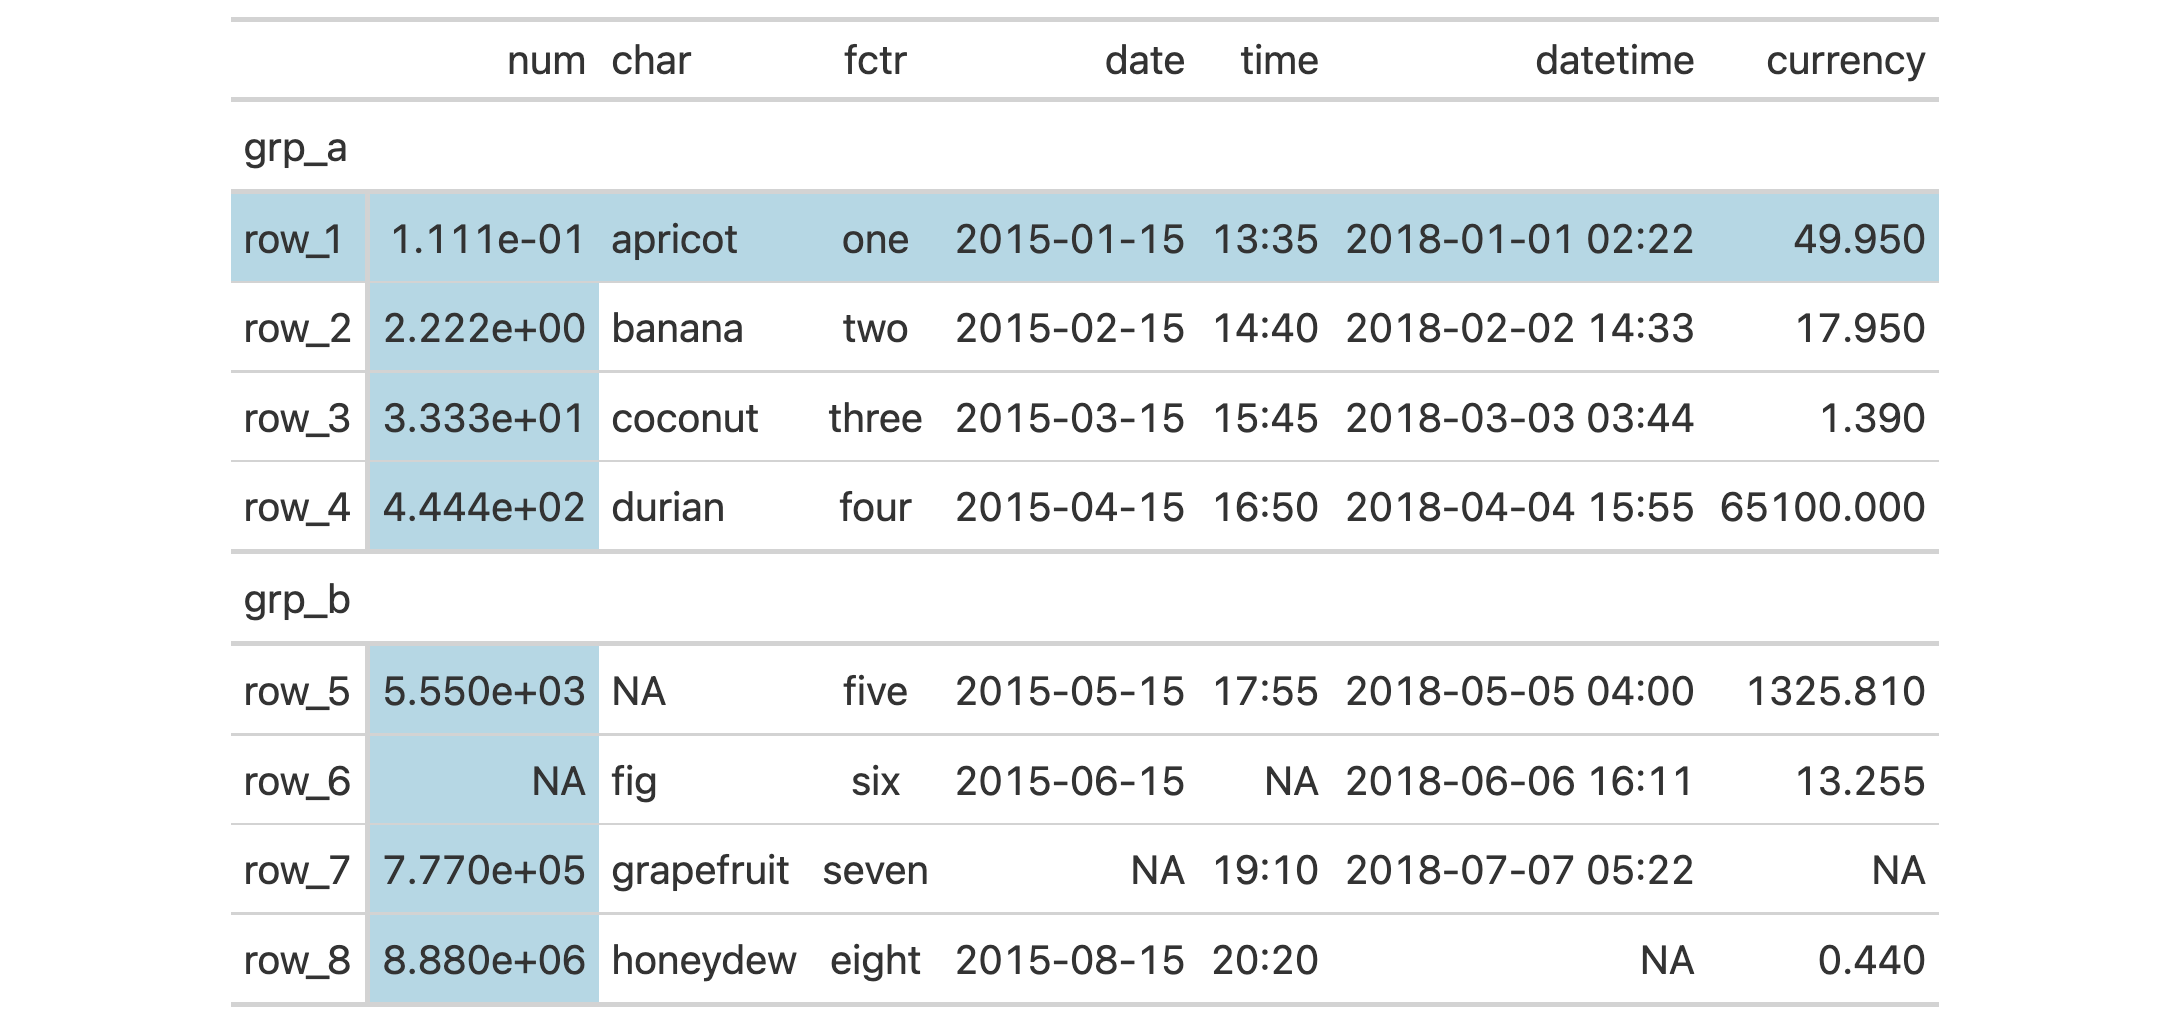 num char fctr date time datetime currency
grp_a
row_1 1.111e-01 apricot one 2015-01-15 13:35 2018-01-01 02:22 49.950
row_2 2.222e+00 banana two 2015-02-15 14:40 2018-02-02 14:33 17.950
row_3 3.333e+01 coconut three 2015-03-15 15:45 2018-03-03 03:44 1.390
row_4 4.444e+02 durian four 2015-04-15 16:50 2018-04-04 15:55 65100.000
grp_b
row_5 5.550e+03 NA five 2015-05-15 17:55 2018-05-05 04:00 1325.810
row_6 NA fig six 2015-06-15 NA 2018-06-06 16:11 13.255
row_7 7.770e+05 grapefruit seven NA 19:10 2018-07-07 05:22 NA
row_8 8.880e+06 honeydew eight 2015-08-15 20:20 NA 0.440